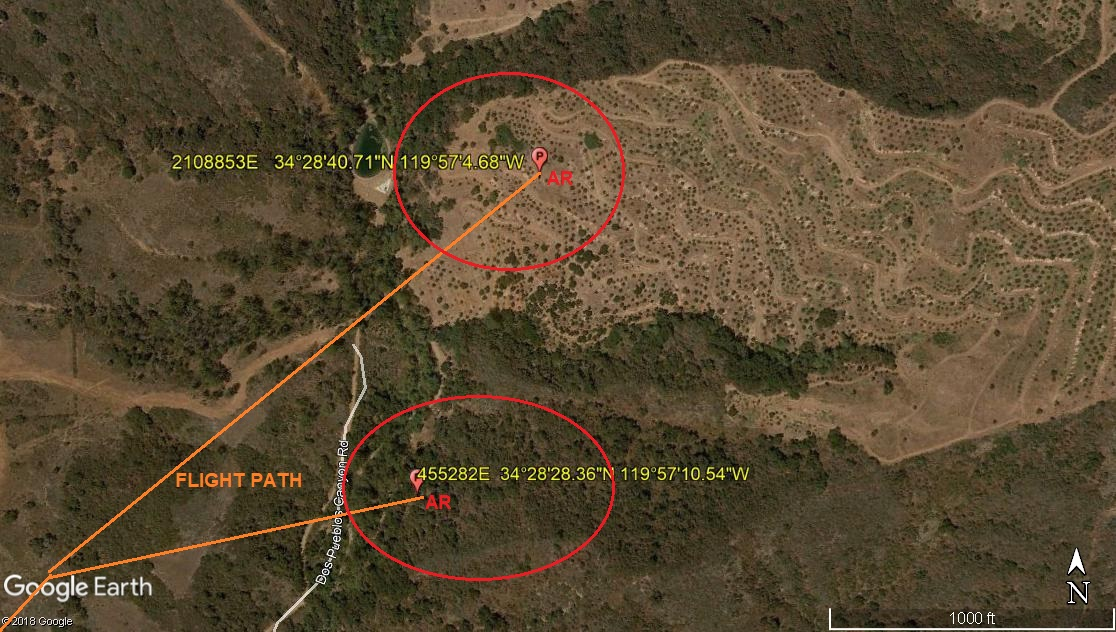 2108853E 34°28'40.71"N 119°57'4.68"W
P
AR
FLIGHT PATH
455282E 34°28'28.36"N 119°57'10.54"W
AR
Dos Pueblos Canyon Rd
Google Earth
© 2018 Google
N
1000 ft